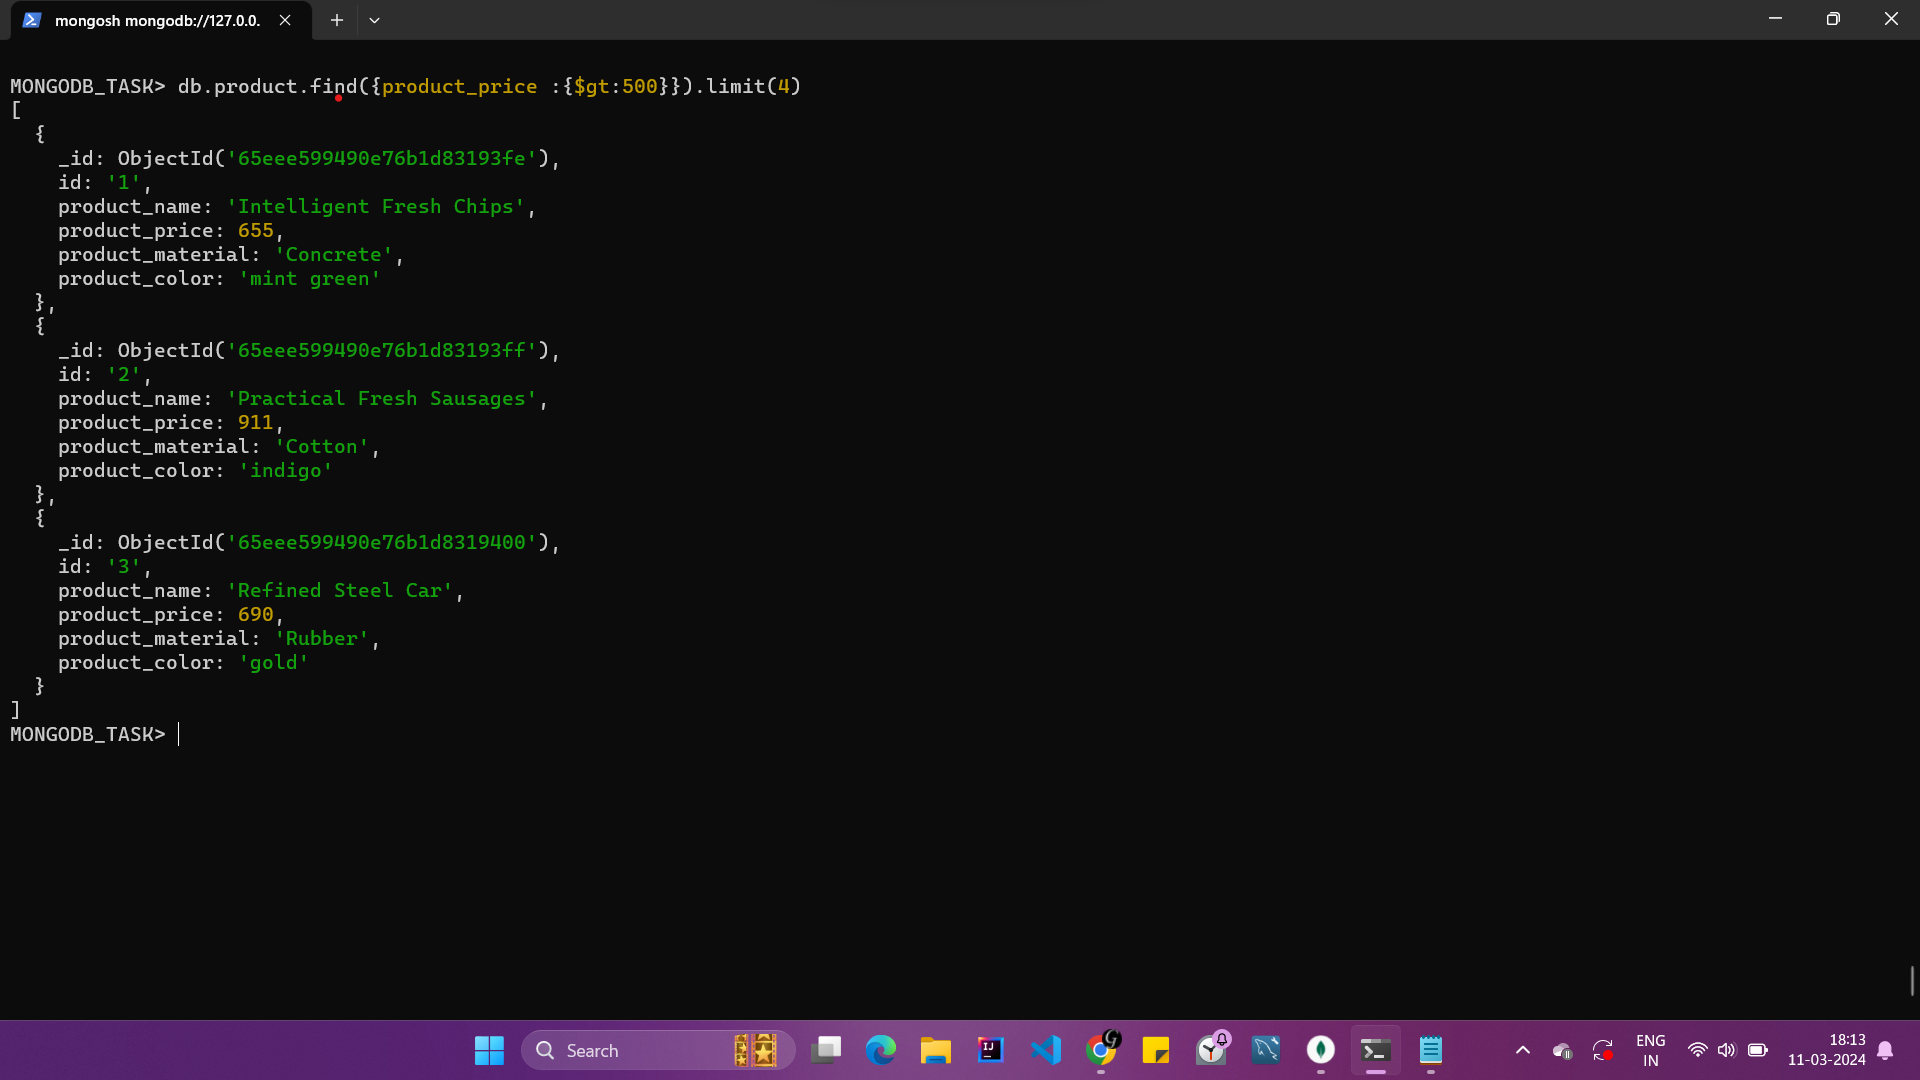 mongosh mongodb://127.0.0.
MONGODB_TASK> db.product.find({product_price :{$gt:500}}).limit(4)
[
  {
    _id: ObjectId('65eee599490e76b1d83193fe'),
    id: '1',
    product_name: 'Intelligent Fresh Chips',
    product_price: 655,
    product_material: 'Concrete',
    product_color: 'mint green'
  },
  {
    _id: ObjectId('65eee599490e76b1d83193ff'),
    id: '2',
    product_name: 'Practical Fresh Sausages',
    product_price: 911,
    product_material: 'Cotton',
    product_color: 'indigo'
  },
  {
    _id: ObjectId('65eee599490e76b1d8319400'),
    id: '3',
    product_name: 'Refined Steel Car',
    product_price: 690,
    product_material: 'Rubber',
    product_color: 'gold'
  }
]
MONGODB_TASK>
Search
ENG
IN
18:13
11-03-2024